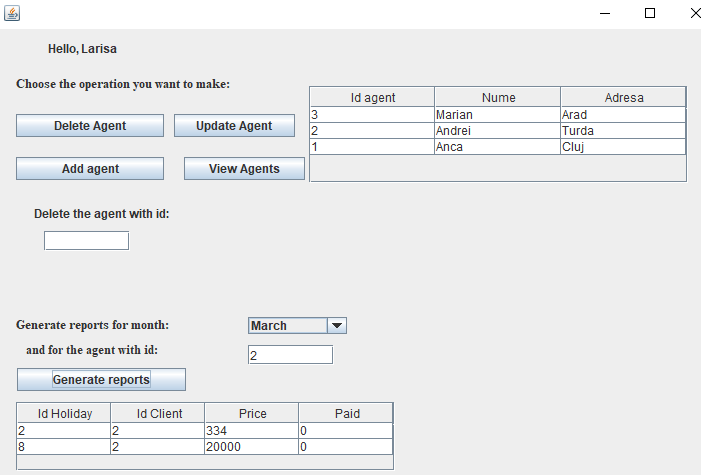 Hello, Larisa
Choose the operation you want to make:
Delete Agent Update Agent
Add agent View Agents
Id agent Nume Adresa
3 Marian Arad
2 Andrei Turda
1 Anca Cluj
Delete the agent with id:
Generate reports for month: March
and for the agent with id: 2
Generate reports
Id Holiday Id Client Price Paid
2 2 334 0
8 2 20000 0